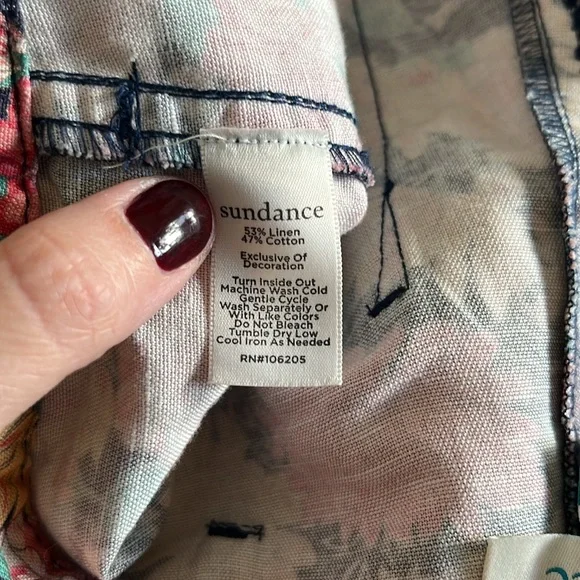 sundance
53% Linen
47% Cotton
Exclusive Of
Decoration
Turn Inside Out
Machine Wash Cold
Gentle Cycle
Wash Separately Or
With Like Colors
Do Not Bleach
Tumble Dry Low
Cool Iron As Needed
RN#106205